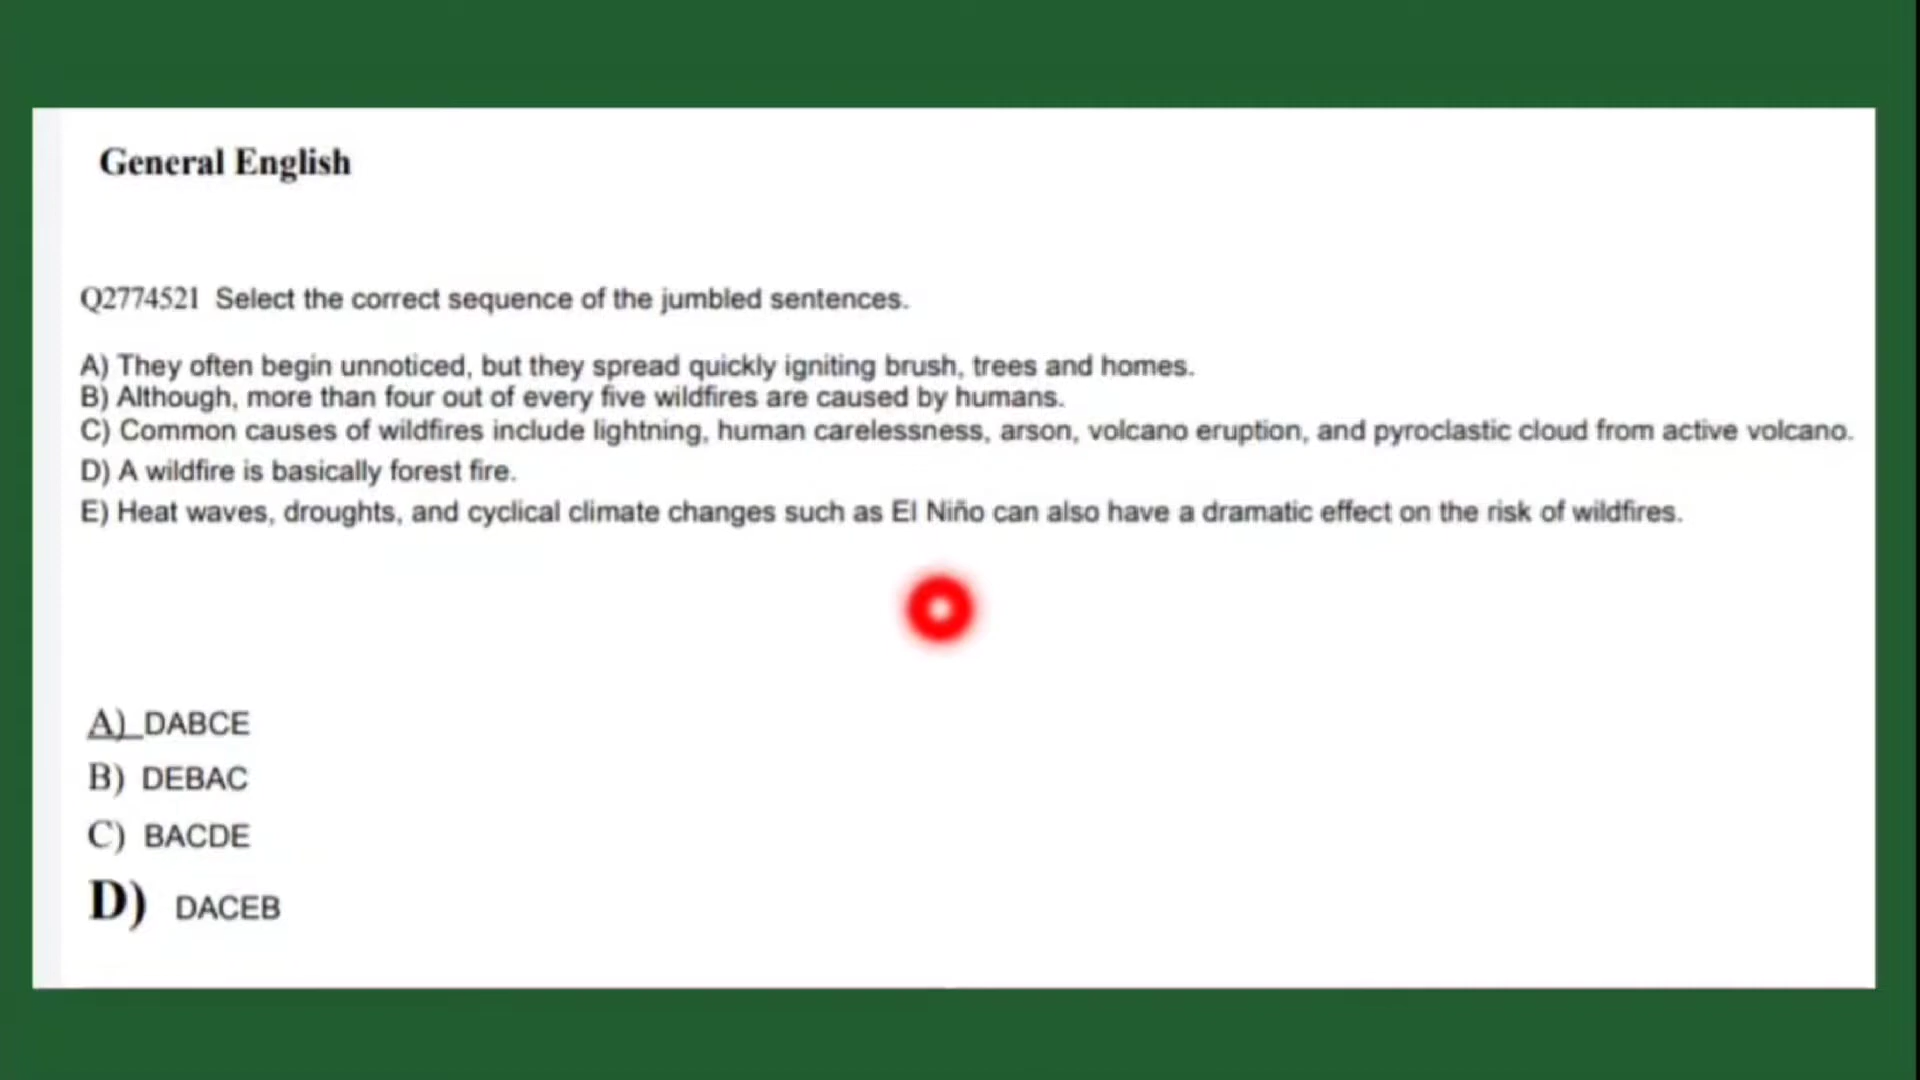 General English
Q2774521 Select the correct sequence of the jumbled sentences.
A) They often begin unnoticed, but they spread quickly igniting brush, trees and homes.
B) Although, more than four out of every five wildfires are caused by humans.
C) Common causes of wildfires include lightning, human carelessness, arson, volcano eruption, and pyroclastic cloud from active volcano.
D) A wildfire is basically forest fire.
E) Heat waves, droughts, and cyclical climate changes such as El Niño can also have a dramatic effect on the risk of wildfires.
A) DABCE
B) DEBAC
C) BACDE
D) DACEB